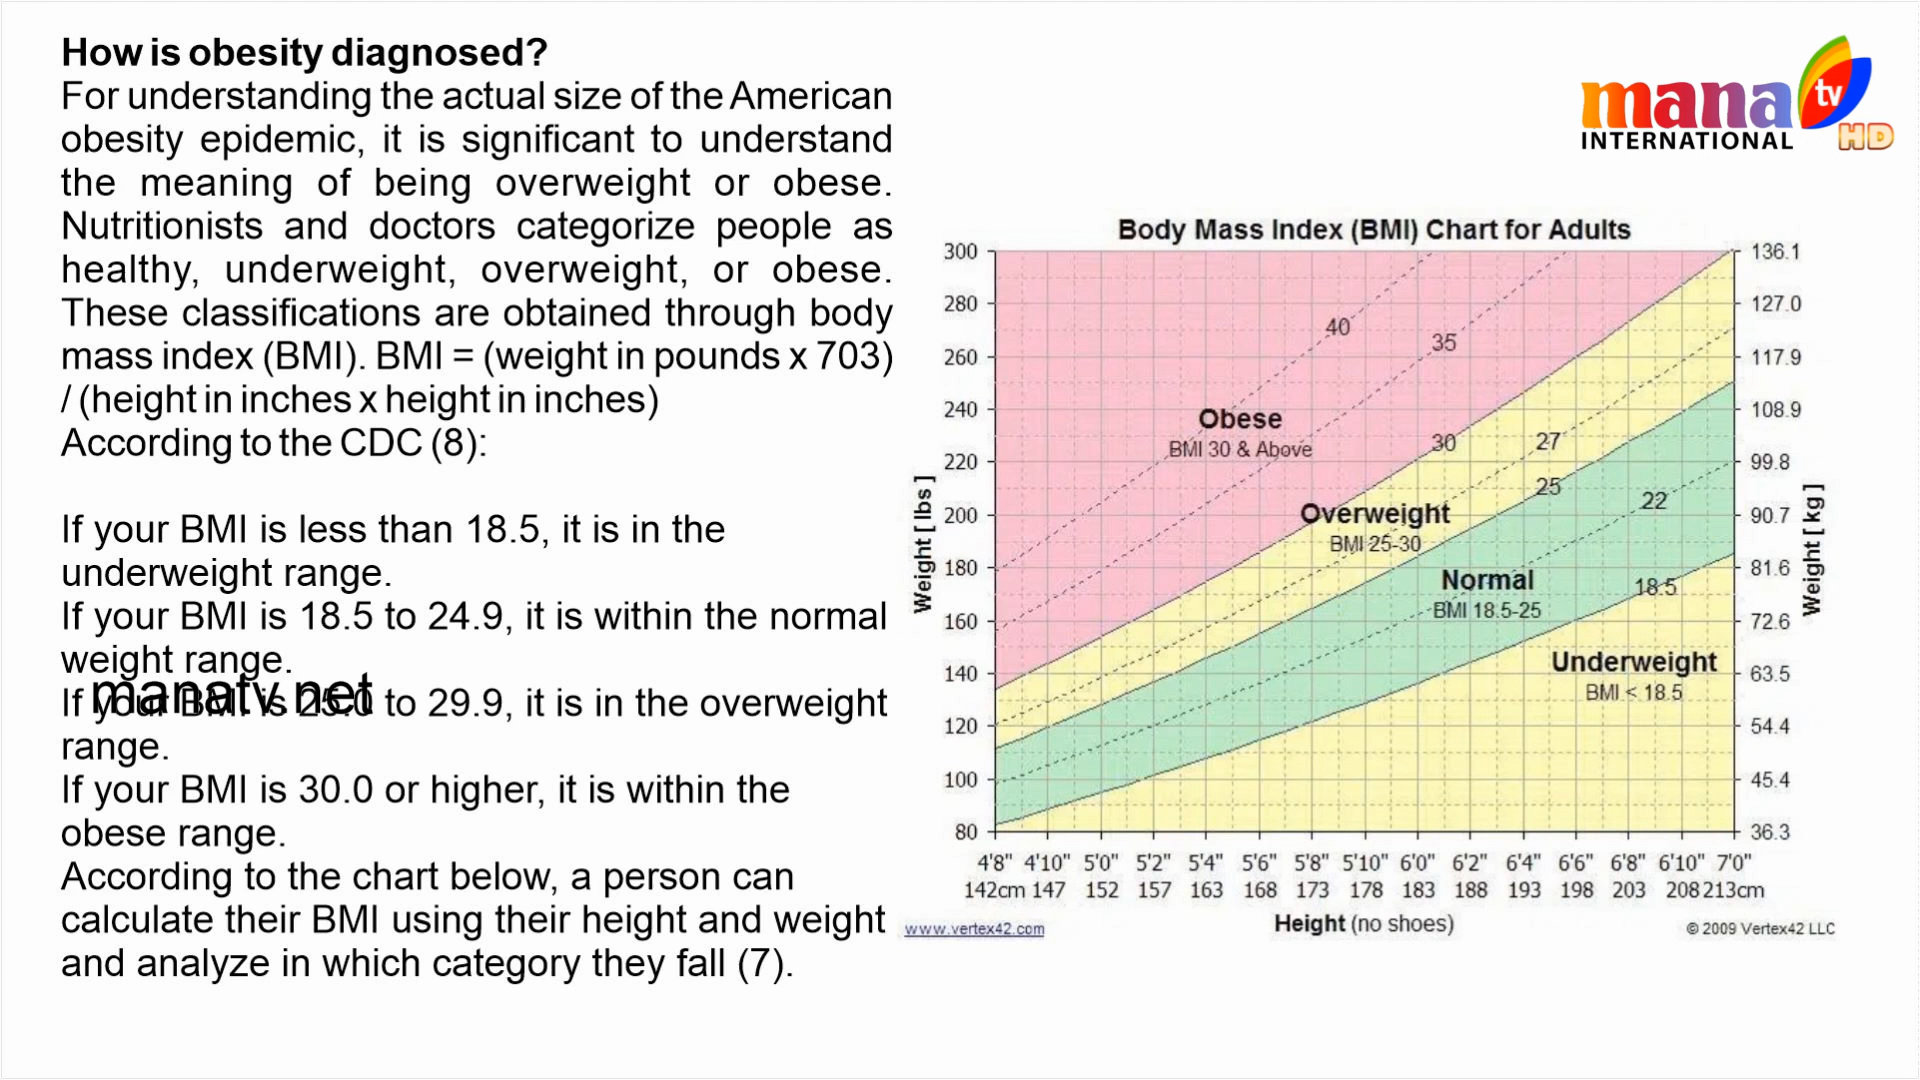 How is obesity diagnosed?
For understanding the actual size of the American
obesity epidemic, it is significant to understand
the meaning of being overweight or obese.
Nutritionists and doctors categorize people as
healthy, underweight, overweight, or obese.
These classifications are obtained through body
mass index (BMI). BMI = (weight in pounds x 703)
/ (height in inches x height in inches)
According to the CDC (8):
If your BMI is less than 18.5, it is in the
underweight range.
If your BMI is 18.5 to 24.9, it is within the normal
weight range.
If your BMI is 25.0 to 29.9, it is in the overweight
range.
If your BMI is 30.0 or higher, it is within the
obese range.
According to the chart below, a person can
calculate their BMI using their height and weight
and analyze in which category they fall (7).
manatv.net
mana tv
INTERNATIONAL HD
Body Mass Index (BMI) Chart for Adults
300
280
260
240
220
200
180
160
140
120
100
80
Weight [ lbs ]
136.1
127.0
117.9
108.9
99.8
90.7
81.6
72.6
63.5
54.4
45.4
36.3
Weight [ kg ]
40
35
30
27
25
22
18.5
Obese
BMI 30 & Above
Overweight
BMI 25-30
Normal
BMI 18.5-25
Underweight
BMI < 18.5
4'8" 4'10" 5'0" 5'2" 5'4" 5'6" 5'8" 5'10" 6'0" 6'2" 6'4" 6'6" 6'8" 6'10" 7'0"
142cm 147 152 157 163 168 173 178 183 188 193 198 203 208 213cm
Height (no shoes)
www.vertex42.com
© 2009 Vertex42 LLC